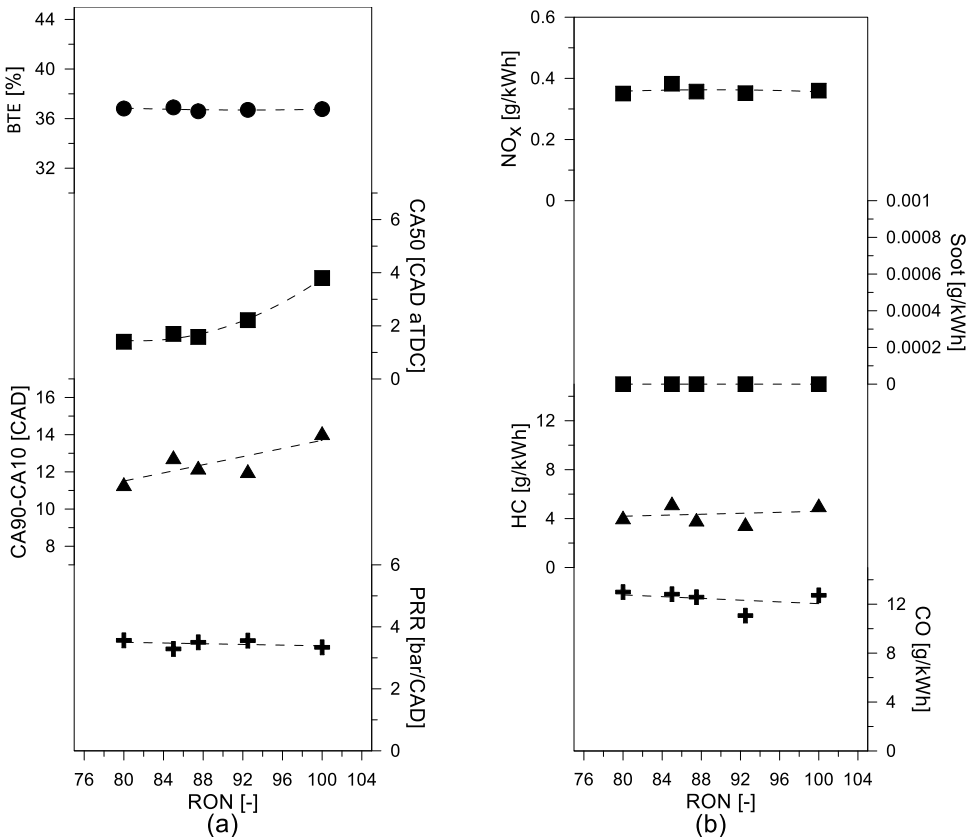 44
40
36
32
BTE [%]
6
4
2
0
CA50 [CAD aTDC]
16
14
12
10
8
CA90-CA10 [CAD]
6
4
2
0
PRR [bar/CAD]
76 80 84 88 92 96 100 104
RON [-]
(a)
0.6
0.4
0.2
0
NOX [g/kWh]
0.001
0.0008
0.0006
0.0004
0.0002
0
Soot [g/kWh]
12
8
4
0
HC [g/kWh]
12
8
4
0
CO [g/kWh]
76 80 84 88 92 96 100 104
RON [-]
(b)